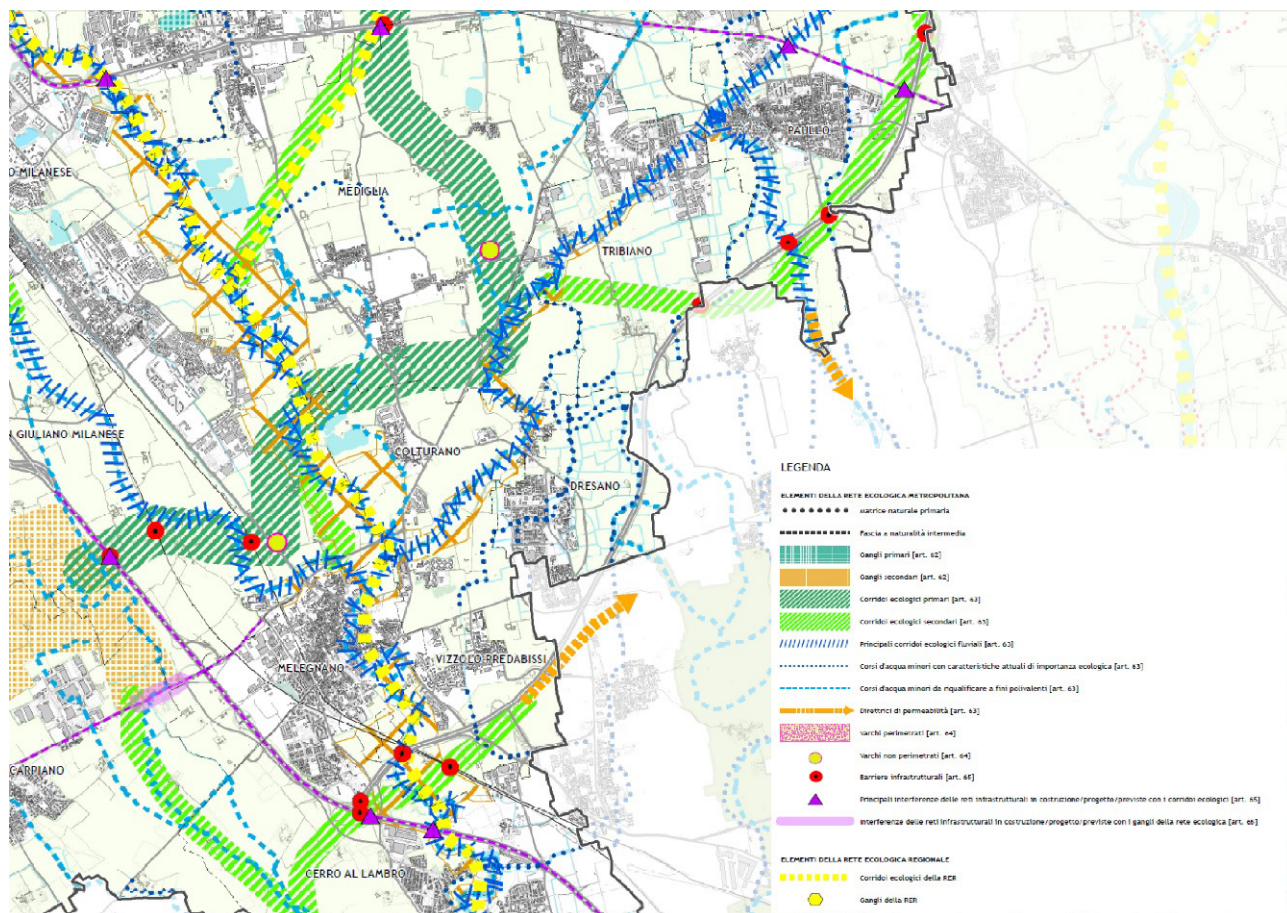 PAULLO
O MILANESE
MEDIGLIA
TRIBIANO
N GIULIANO MILANESE
COLTURANO
DRESANO
MELEGNANO
VIZZOLO PREDABISSI
CARPIANO
CERRO AL LAMBRO
LEGENDA
ELEMENTI DELLA RETE ECOLOGICA METROPOLITANA
Matrice naturale primaria
Fascia a naturalità intermedia
Gangli primari [art. 62]
Gangli secondari [art. 62]
Corridoi ecologici primari [art. 63]
Corridoi ecologici secondari [art. 63]
Principali corridoi ecologici fluviali [art. 63]
Corsi d'acqua minori con caratteristiche attuali di importanza ecologica [art. 63]
Corsi d'acqua minori da riqualificare a fini polivalenti [art. 63]
Direttrici di permeabilità [art. 63]
Varchi perimetrati [art. 64]
Varchi non perimetrati [art. 64]
Barriere infrastrutturali [art. 65]
Principali interferenze delle reti infrastrutturali in costruzione/progetto/previste con i corridoi ecologici [art. 65]
Interferenze delle reti infrastrutturali in costruzione/progetto/previste con i gangli della rete ecologica [art. 65]
ELEMENTI DELLA RETE ECOLOGICA REGIONALE
Corridoi ecologici della RER
Gangli della RER